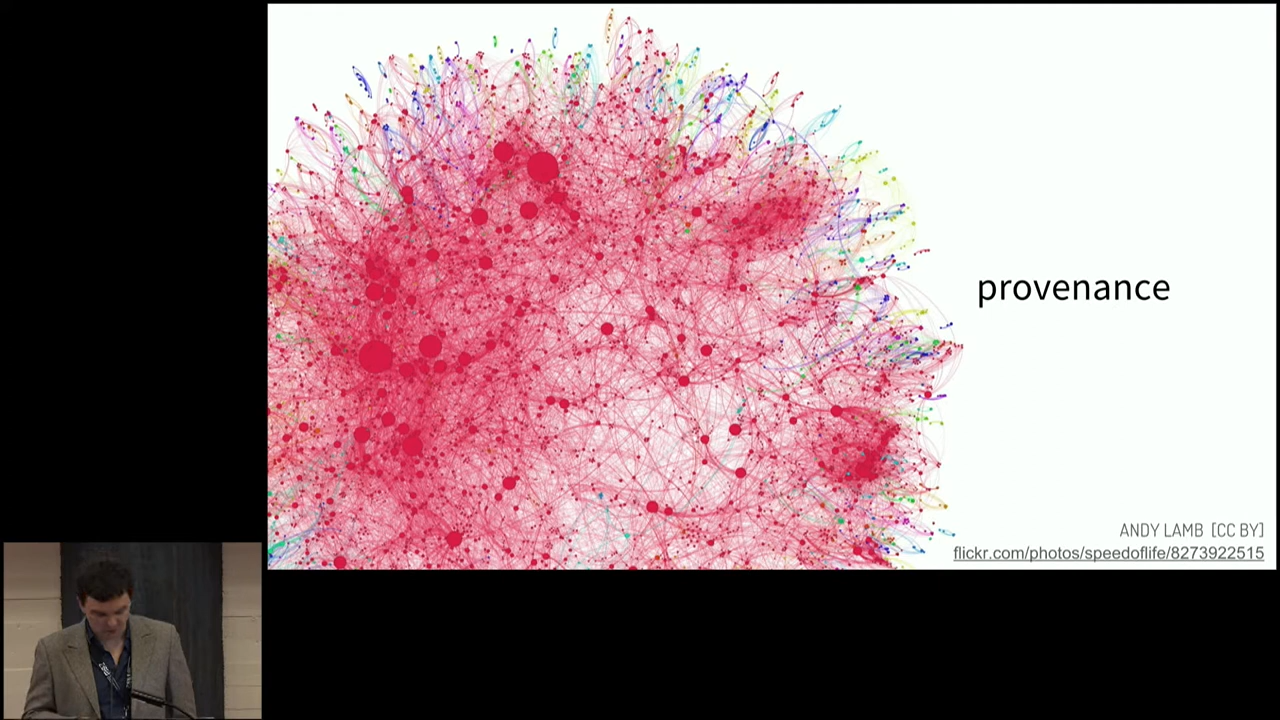 provenance
ANDY LAMB [CC BY]
flickr.com/photos/speedoflife/8273922515